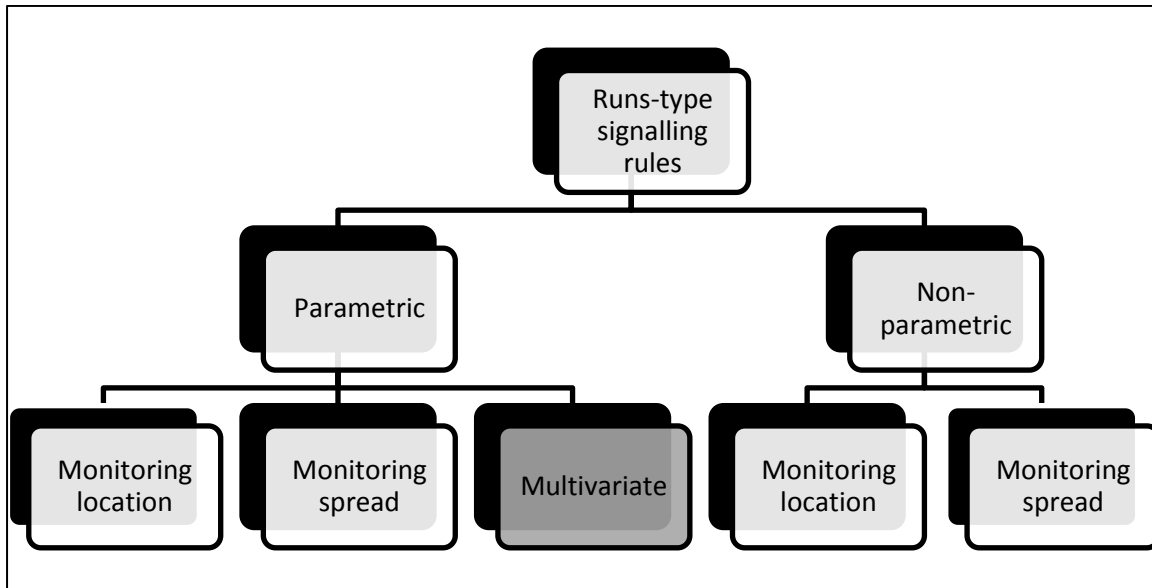 Runs-type
signalling
rules
Parametric
Non-
parametric
Monitoring
location
Monitoring
spread
Multivariate
Monitoring
location
Monitoring
spread